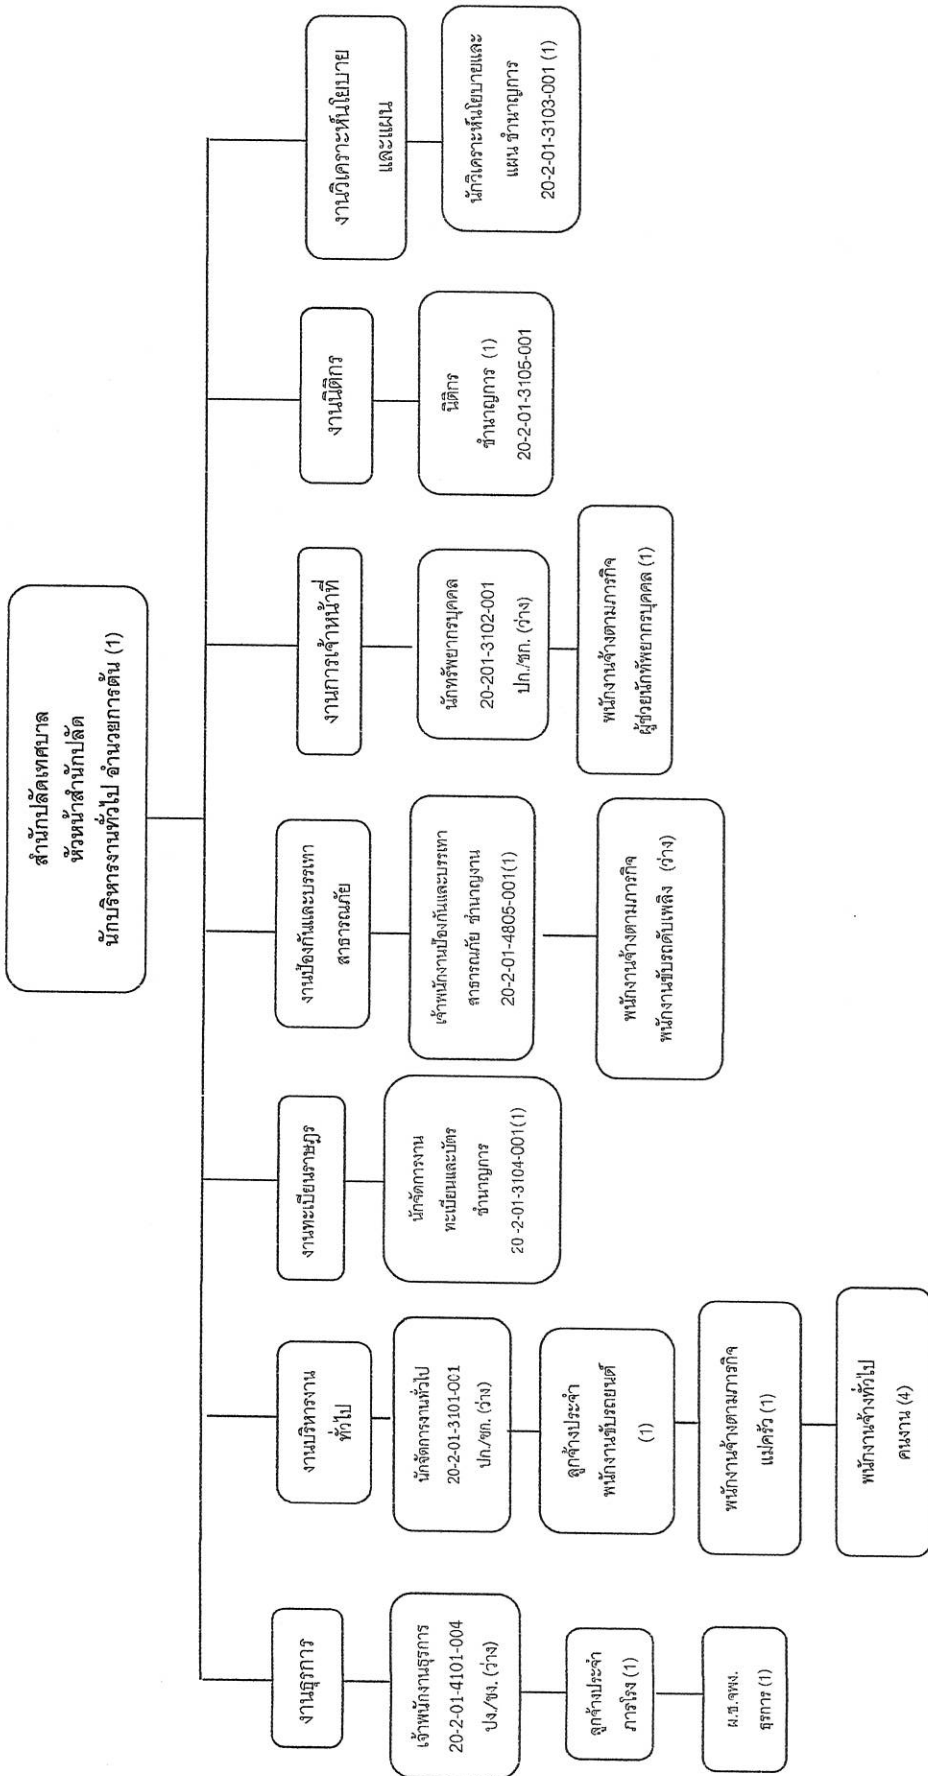 สำนักปลัดเทศบาล
หัวหน้าสำนักปลัด
นักบริหารงานทั่วไป อำนวยการต้น (1)
งานธุรการ
เจ้าพนักงานธุรการ
20-2-01-4101-004
ปง./ชง. (ว่าง)
ลูกจ้างประจำ
ภารโรง (1)
ผ.ช.จพง.
ธุรการ (1)
งานบริหารงาน
ทั่วไป
นักจัดการงานทั่วไป
20-2-01-3101-001
ปก./ชก. (ว่าง)
ลูกจ้างประจำ
พนักงานขับรถยนต์
(1)
พนักงานจ้างตามภารกิจ
แม่ครัว (1)
พนักงานจ้างทั่วไป
คนงาน (4)
งานทะเบียนราษฎร
นักจัดการงาน
ทะเบียนและบัตร
ชำนาญการ
20-2-01-3104-001(1)
งานป้องกันและบรรเทา
สาธารณภัย
เจ้าพนักงานป้องกันและบรรเทา
สาธารณภัย ชำนาญงาน
20-2-01-4805-001(1)
พนักงานจ้างตามภารกิจ
พนักงานขับรถดับเพลิง (ว่าง)
งานการเจ้าหน้าที่
นักทรัพยากรบุคคล
20-201-3102-001
ปก./ชก. (ว่าง)
พนักงานจ้างตามภารกิจ
ผู้ช่วยนักทัพยากรบุคคล (1)
งานนิติกร
นิติกร
ชำนาญการ (1)
20-2-01-3105-001
งานวิเคราะห์นโยบาย
และแผน
นักวิเคราะห์นโยบายและ
แผน ชำนาญการ
20-2-01-3103-001 (1)